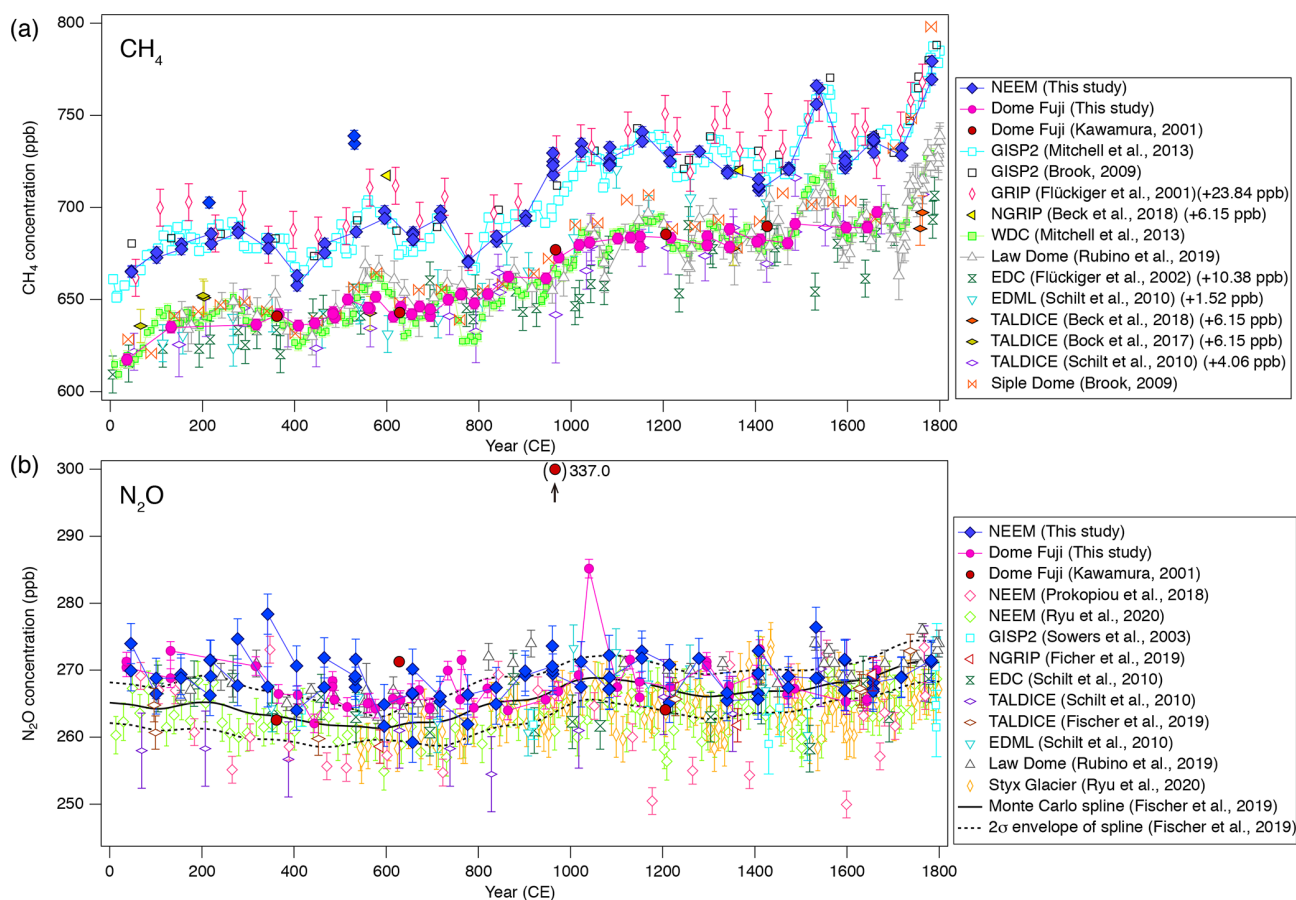 (a)
CH4
CH4 concentration (ppb)
800
750
700
650
600
0
200
400
600
800
1000
1200
1400
1600
1800
Year (CE)
NEEM (This study)
Dome Fuji (This study)
Dome Fuji (Kawamura, 2001)
GISP2 (Mitchell et al., 2013)
GISP2 (Brook, 2009)
GRIP (Flückiger et al., 2001)(+23.84 ppb)
NGRIP (Beck et al., 2018) (+6.15 ppb)
WDC (Mitchell et al., 2013)
Law Dome (Rubino et al., 2019)
EDC (Flückiger et al., 2002) (+10.38 ppb)
EDML (Schilt et al., 2010) (+1.52 ppb)
TALDICE (Beck et al., 2018) (+6.15 ppb)
TALDICE (Bock et al., 2017) (+6.15 ppb)
TALDICE (Schilt et al., 2010) (+4.06 ppb)
Siple Dome (Brook, 2009)
(b)
N2O
N2O concentration (ppb)
300
290
280
270
260
250
( ) 337.0
0
200
400
600
800
1000
1200
1400
1600
1800
Year (CE)
NEEM (This study)
Dome Fuji (This study)
Dome Fuji (Kawamura, 2001)
NEEM (Prokopiou et al., 2018)
NEEM (Ryu et al., 2020)
GISP2 (Sowers et al., 2003)
NGRIP (Ficher et al., 2019)
EDC (Schilt et al., 2010)
TALDICE (Schilt et al., 2010)
TALDICE (Fischer et al., 2019)
EDML (Schilt et al., 2010)
Law Dome (Rubino et al., 2019)
Styx Glacier (Ryu et al., 2020)
Monte Carlo spline (Fischer et al., 2019)
2σ envelope of spline (Fischer et al., 2019)